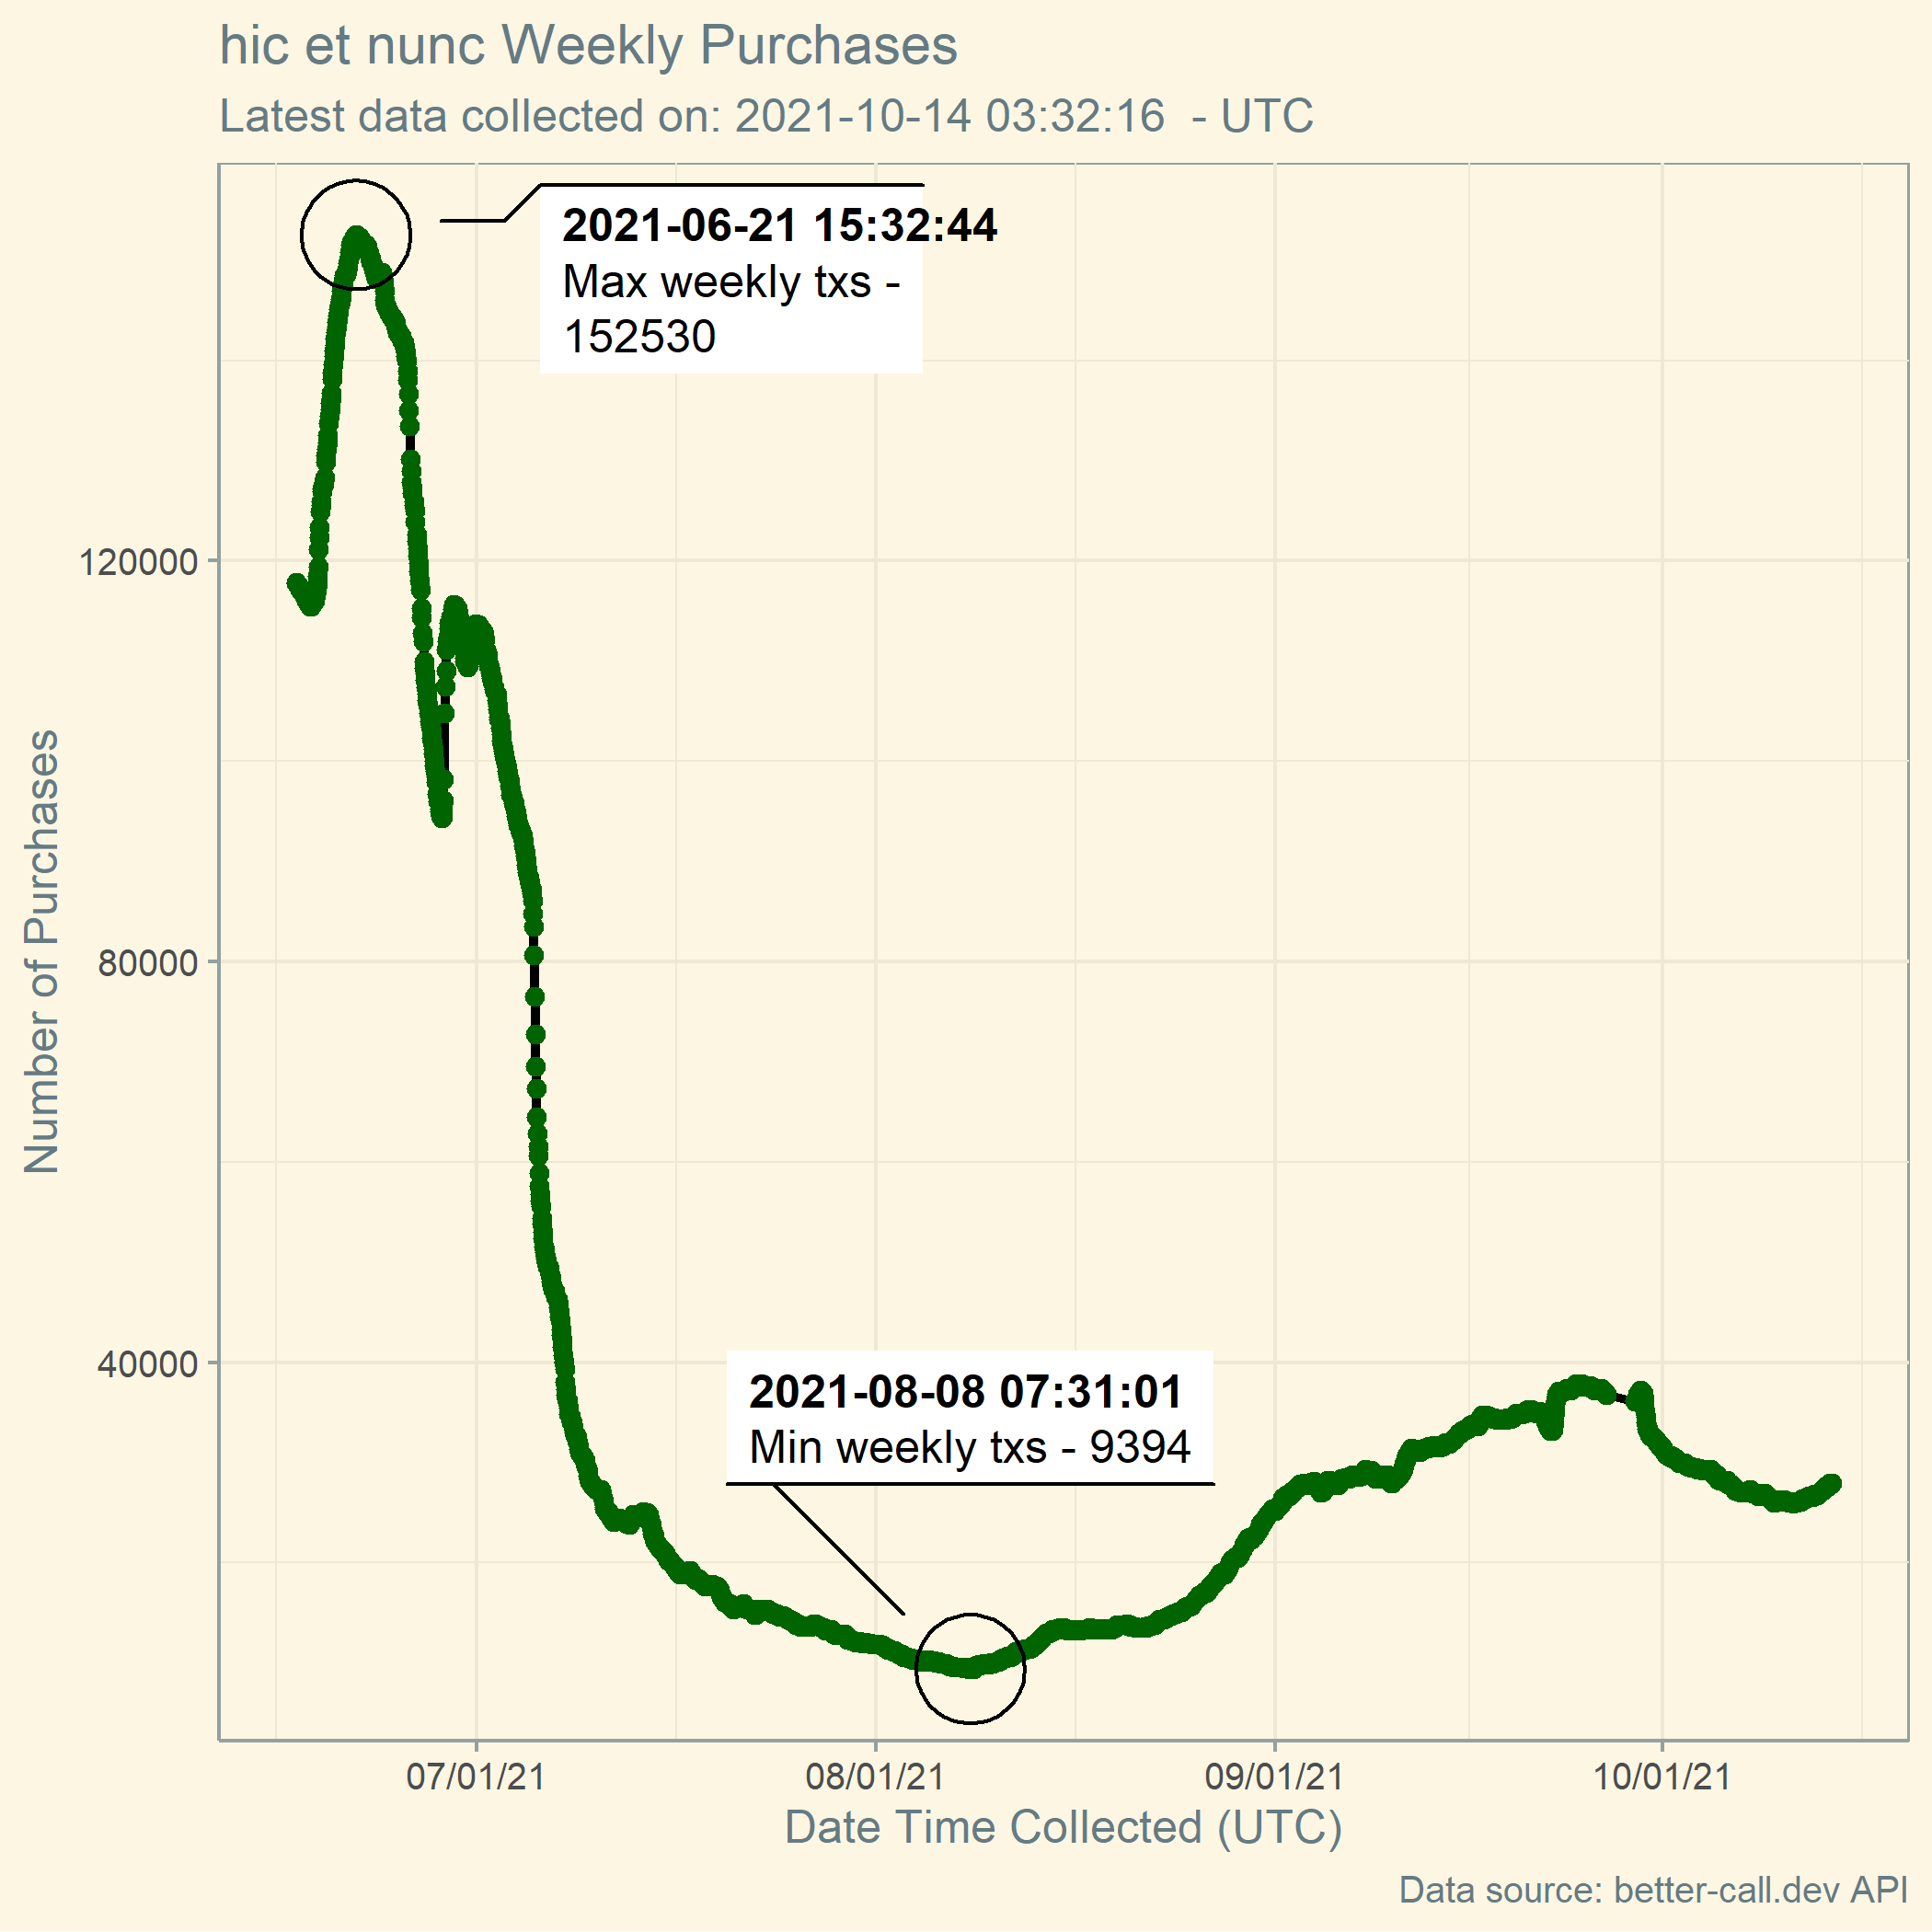 hic et nunc Weekly Purchases
Latest data collected on: 2021-10-14 03:32:16  - UTC
2021-06-21 15:32:44
Max weekly txs -
152530
120000
80000
40000
Number of Purchases
2021-08-08 07:31:01
Min weekly txs - 9394
07/01/21 08/01/21 09/01/21 10/01/21
Date Time Collected (UTC)
Data source: better-call.dev API